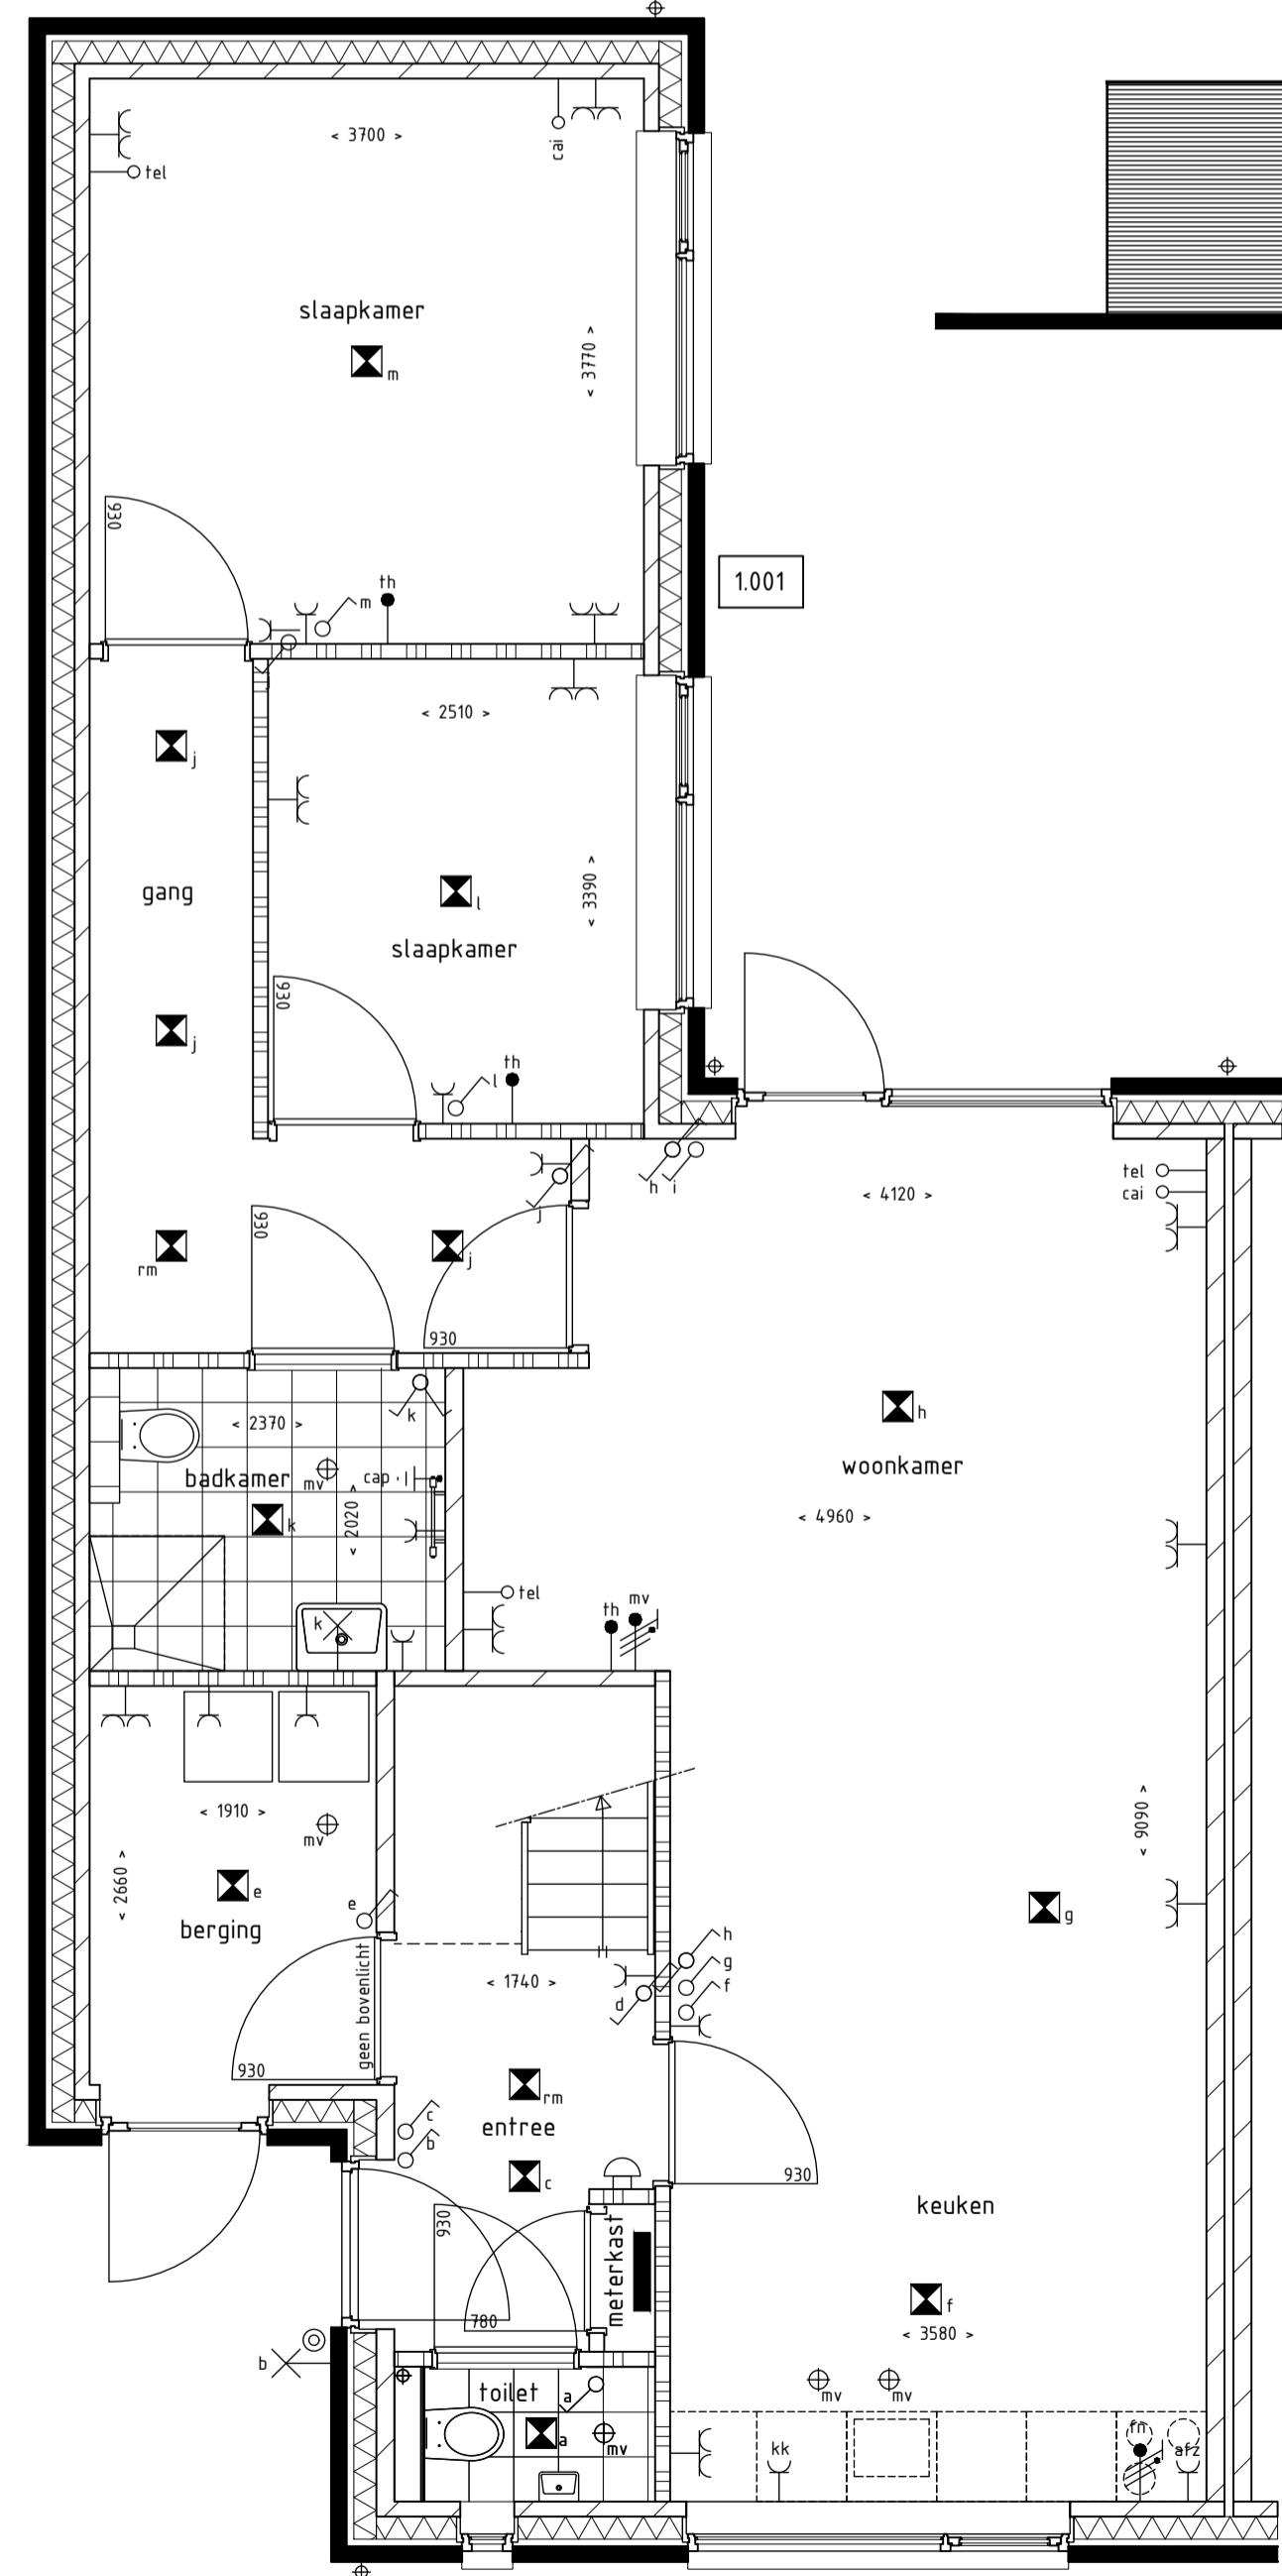 < 3700 >
cai
tel
slaapkamer
m
< 3770 >
930
1.001
th
m
< 2510 >
j
gang
l
< 3390 >
slaapkamer
j
930
th
l
h i
tel
cai
< 4120 >
j
930
rm
j
930
h
k
< 2370 >
woonkamer
badkamer
mv
cap
k
< 2020 >
< 4960 >
tel
k
th
mv
< 1910 >
mv
< 2660 >
< 9090 >
e
e
g
berging
geen bovenlicht
h
g
f
< 1740 >
d
930
rm
c
entree
b
c
930
keuken
930
meterkast
f
780
< 3580 >
b
mv
mv
toilet
a
a
mv
kk
fn
afz